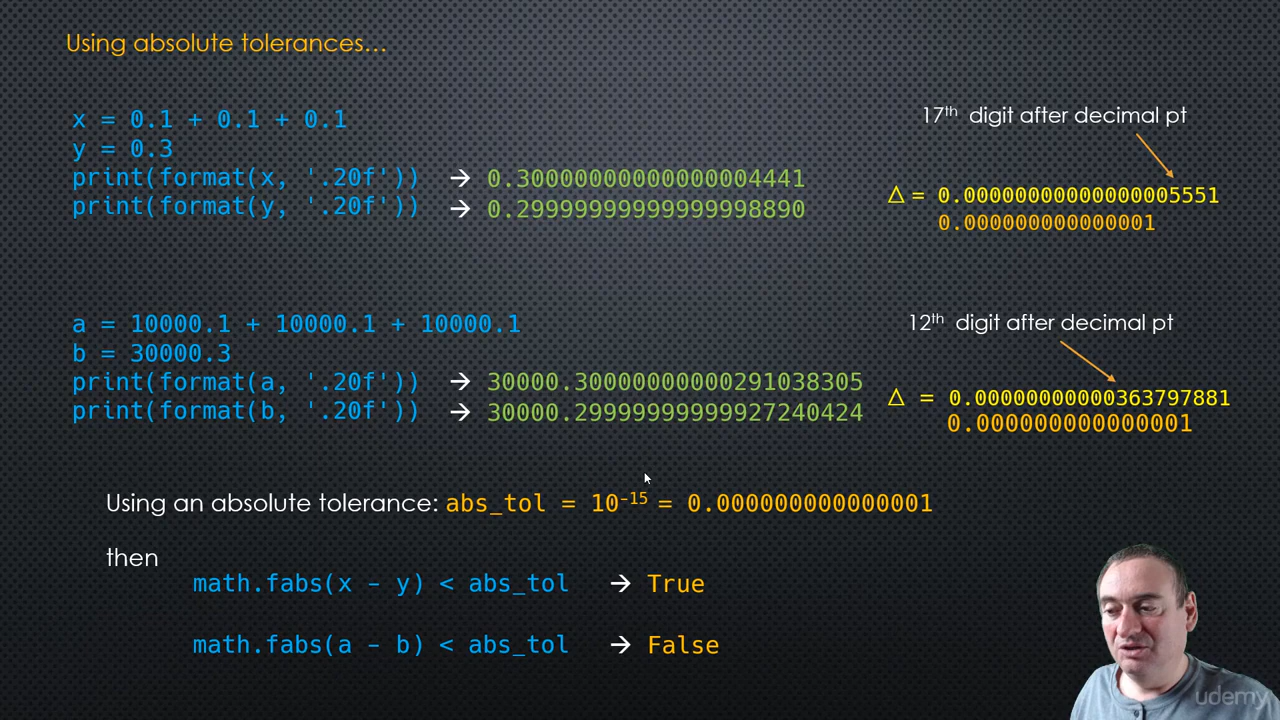 Using absolute tolerances...
x = 0.1 + 0.1 + 0.1
y = 0.3
print(format(x, '.20f')) → 0.30000000000000004441
print(format(y, '.20f')) → 0.29999999999999998890
17th digit after decimal pt
Δ = 0.00000000000000005551
0.000000000000001
a = 10000.1 + 10000.1 + 10000.1
b = 30000.3
print(format(a, '.20f')) → 30000.30000000000291038305
print(format(b, '.20f')) → 30000.29999999999927240424
12th digit after decimal pt
Δ = 0.00000000000363797881
0.000000000000001
Using an absolute tolerance: abs_tol = 10⁻¹⁵ = 0.000000000000001
then
math.fabs(x – y) < abs_tol → True
math.fabs(a – b) < abs_tol → False
udemy